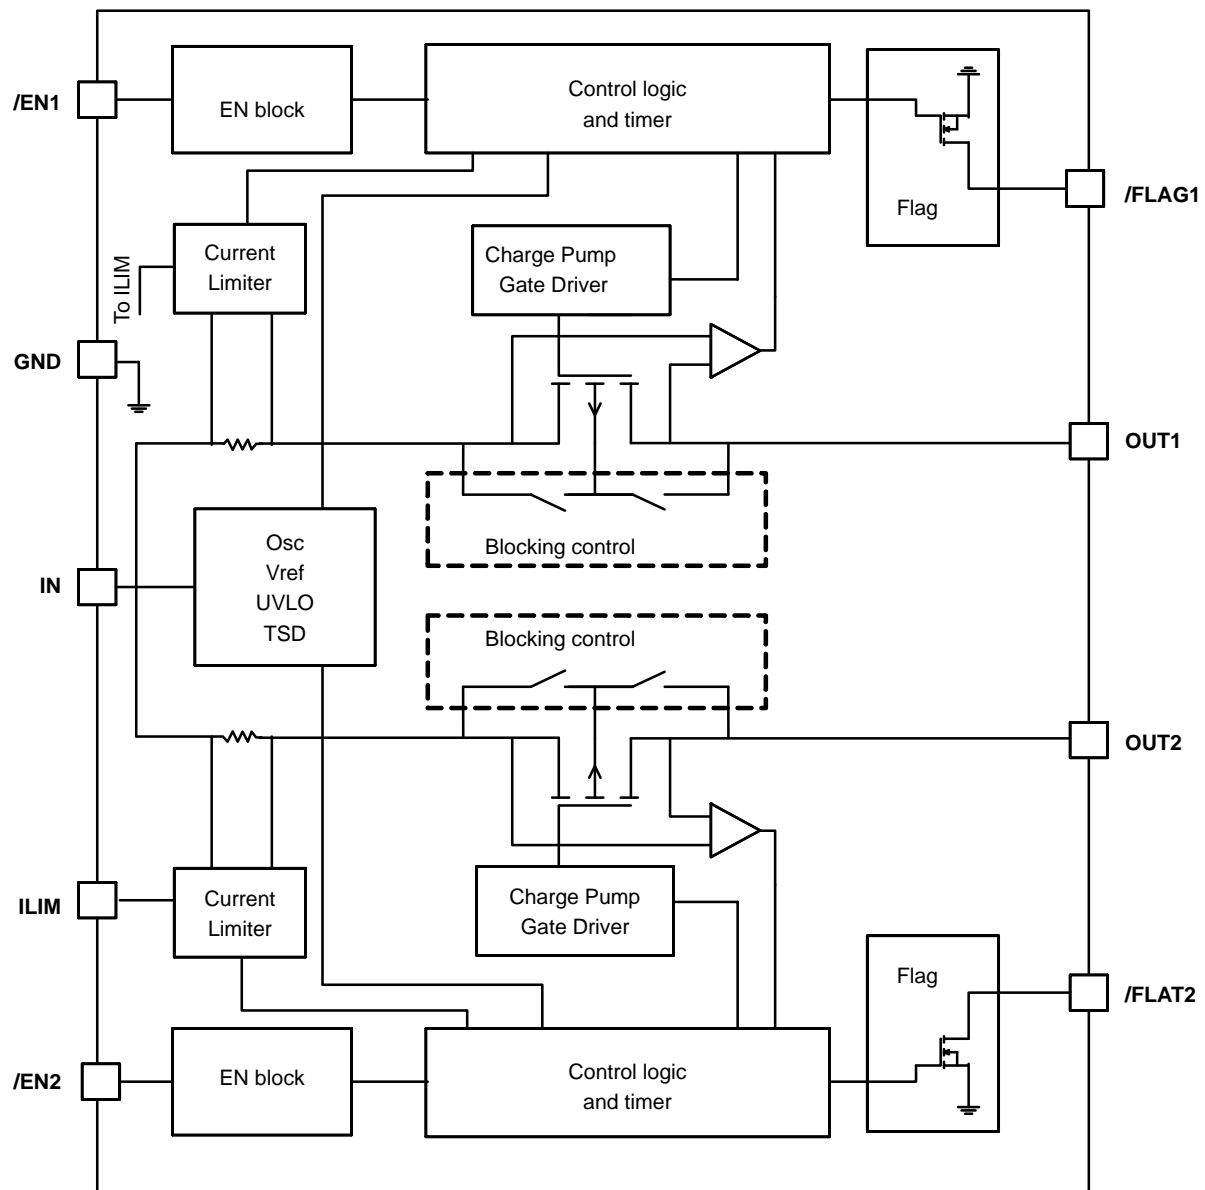 /EN1
EN block
Control logic
and timer
Flag
/FLAG1
Current
Limiter
To ILIM
Charge Pump
Gate Driver
GND
OUT1
Blocking control
IN
Osc
Vref
UVLO
TSD
Blocking control
OUT2
ILIM
Current
Limiter
Charge Pump
Gate Driver
Flag
/FLAT2
/EN2
EN block
Control logic
and timer